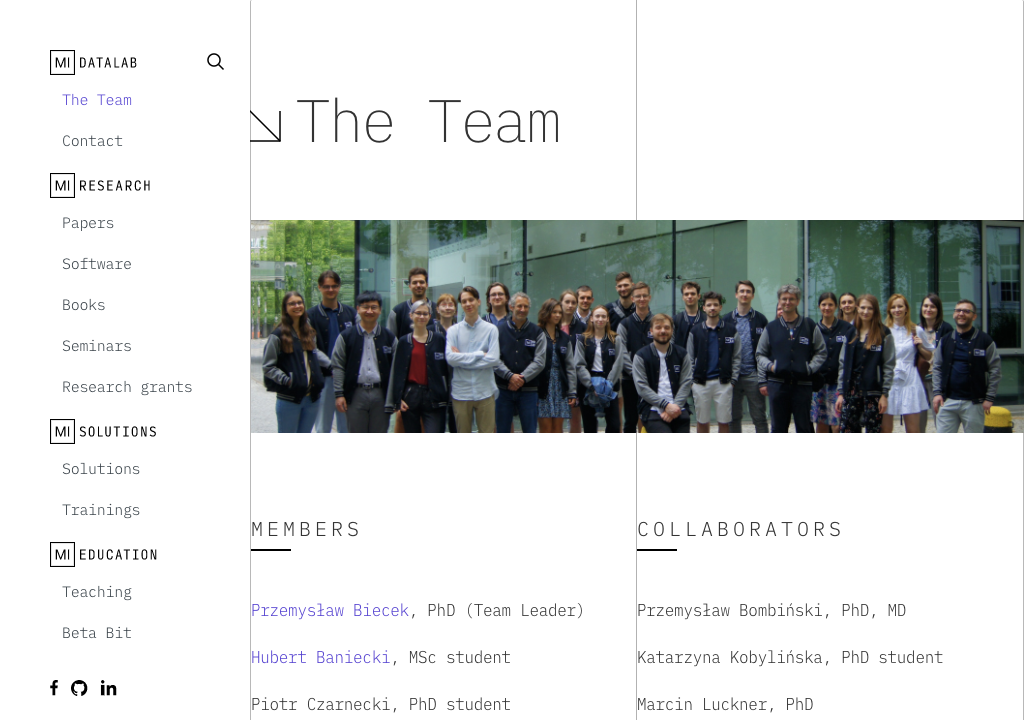 MI DATALAB
The Team
Contact
MI RESEARCH
Papers
Software
Books
Seminars
Research grants
MI SOLUTIONS
Solutions
Trainings
MI EDUCATION
Teaching
Beta Bit
The Team
MEMBERS
Przemysław Biecek, PhD (Team Leader)
Hubert Baniecki, MSc student
Piotr Czarnecki, PhD student
COLLABORATORS
Przemysław Bombiński, PhD, MD
Katarzyna Kobylińska, PhD student
Marcin Luckner, PhD